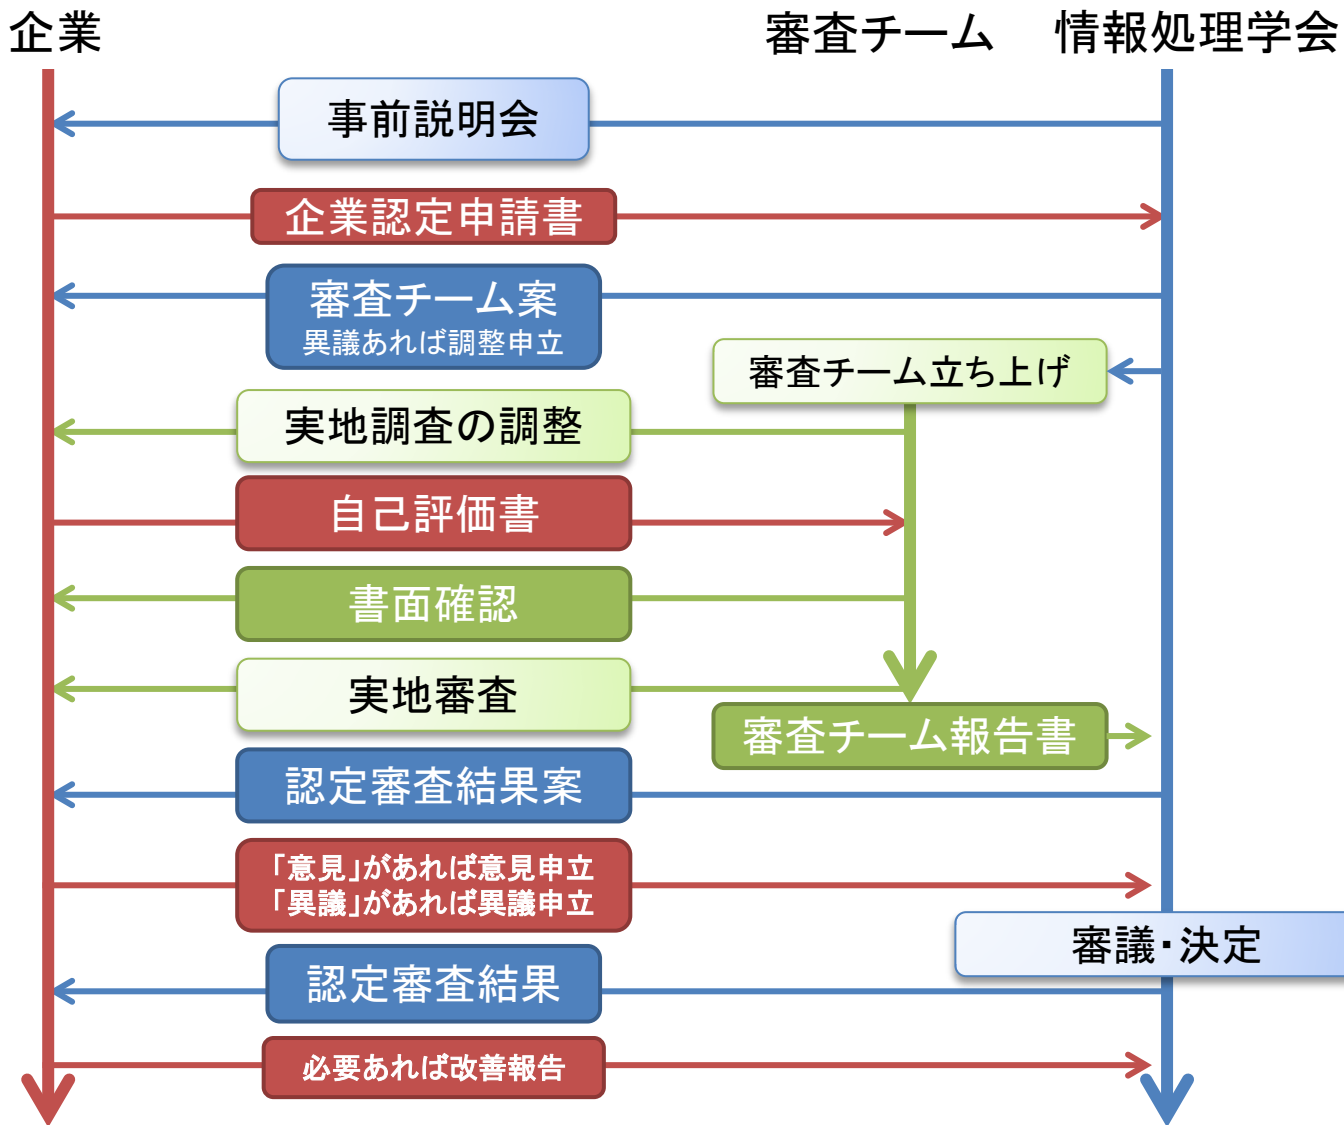 企業
審査チーム
情報処理学会
事前説明会
企業認定申請書
審査チーム案
異議あれば調整申立
審査チーム立ち上げ
実地調査の調整
自己評価書
書面確認
実地審査
審査チーム報告書
認定審査結果案
「意見」があれば意見申立
「異議」があれば異議申立
審議・決定
認定審査結果
必要あれば改善報告